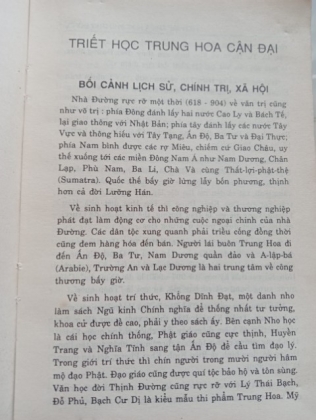 TRIẾT HỌC TRUNG HOA CẬN ĐẠI
BỐI CẢNH LỊCH SỬ, CHÍNH TRỊ, XÃ HỘI
Nhà Đường rực rỡ một thời (618 - 904) về văn trị cũng
như võ trị : phía Đông đánh lấy hai nước Cao Ly và Bách Tế,
lại giao thông với Nhật Bản; phía tây đánh lấy các nước Tây
Vực và thông hiếu với Tây Tạng, Ấn Độ, Ba Tư và Đại Thực;
phía Nam bình được các rợ Miêu, chiếm cứ Giao Châu, uy
thế xuống tới các miền Đông Nam Á như Nam Dương, Chân
Lạp, Phù Nam, Ba Li, Chà Và cùng Thất-lợi-phật-thệ
(Sumatra). Quốc thế bấy giờ lừng lẫy bốn phương, thịnh
hơn cả đời Lưỡng Hán.
Về sinh hoạt kinh tế thì công nghiệp và thương nghiệp
phát đạt làm động cơ cho những cuộc ngoại chinh của nhà
Đường. Các dân tộc xung quanh phải triều cống đồng thời
cũng đem hàng hóa đến bán. Người lái buôn Trung Hoa đi
đến Ấn Độ, Ba Tư, Nam Dương quần đảo và A-lập-bá
(Arabie), Trường An và Lạc Dương là hai trung tâm về công
thương bấy giờ.
Về sinh hoạt trí thức, Khổng Dĩnh Đạt, một danh nho
làm sách Ngũ kinh Chính nghĩa để thống nhất tư tưởng,
khoa cử được đề cao, phải y theo sách ấy. Bên cạnh Nho học
là cái học chính thống, Phật giáo cũng cực thịnh, Huyền
Trang và Nghĩa Tĩnh sang tận Ấn Độ để cầu tìm đạo lý.
Trong giới trí thức thì chín người trong mười người hâm
mộ đạo Phật. Đạo giáo cũng được quí tộc bảo hộ và tôn sùng.
Văn học đời Thịnh Đường cũng rực rỡ với Lý Thái Bạch,
Đỗ Phủ, Bạch Cư Dị là kiểu mẫu thi phẩm Trung Hoa. Mỹ